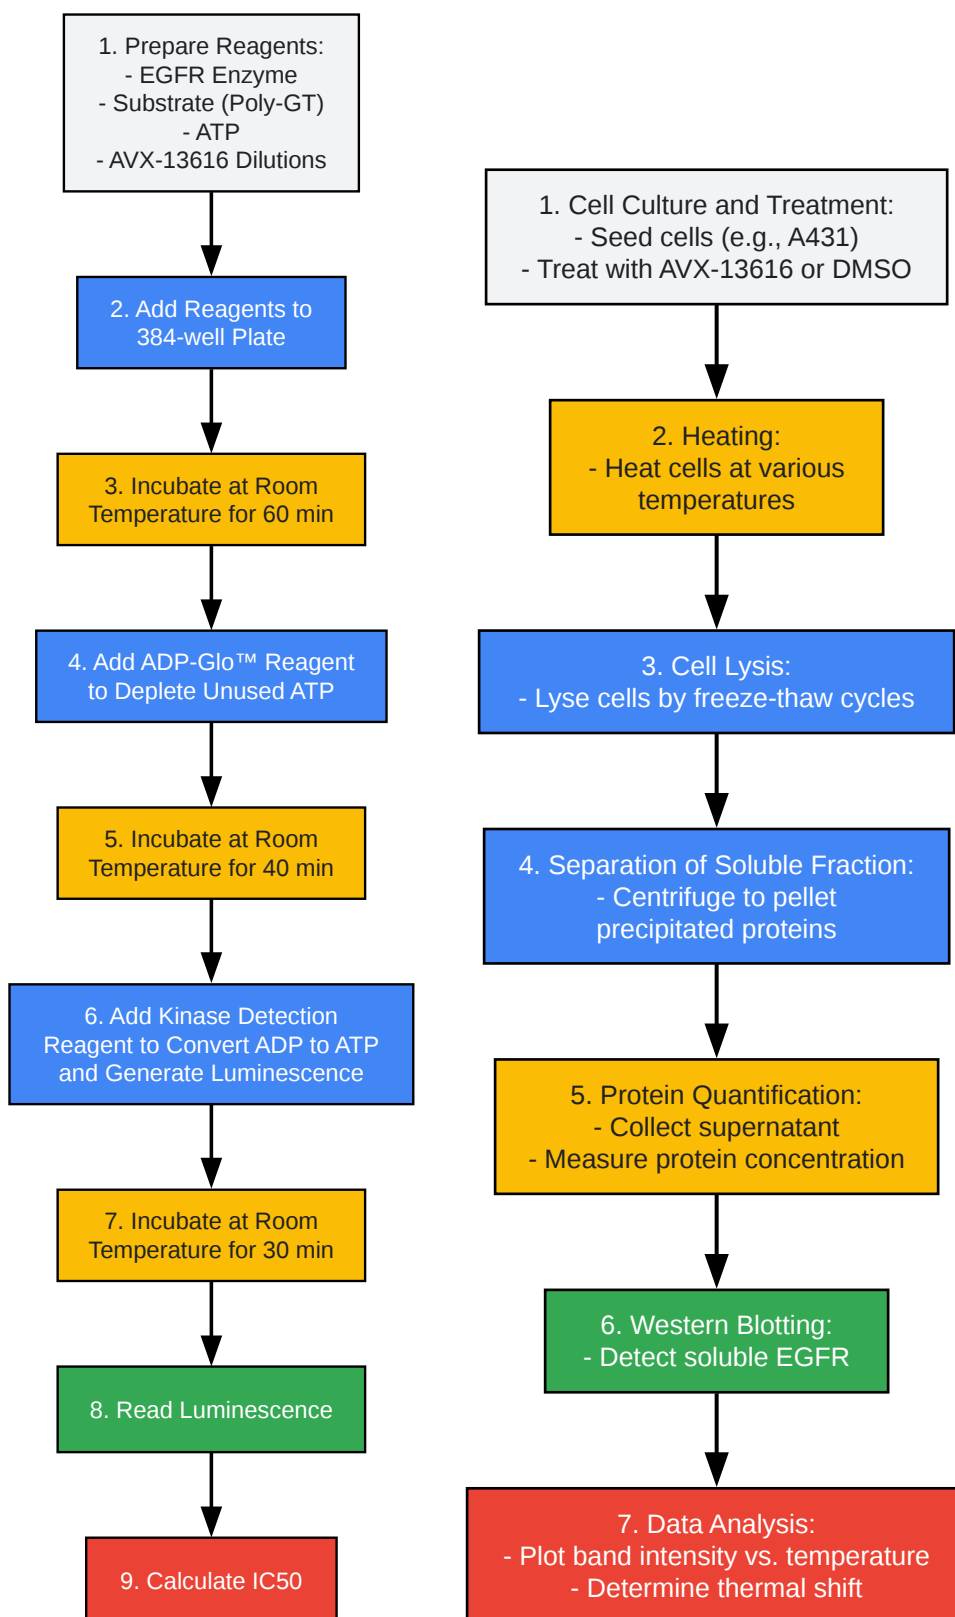 1. Prepare Reagents:
- EGFR Enzyme
- Substrate (Poly-GT)
- ATP
- AVX-13616 Dilutions
2. Add Reagents to
384-well Plate
3. Incubate at Room
Temperature for 60 min
4. Add ADP-Glo™ Reagent
to Deplete Unused ATP
5. Incubate at Room
Temperature for 40 min
6. Add Kinase Detection
Reagent to Convert ADP to ATP
and Generate Luminescence
7. Incubate at Room
Temperature for 30 min
8. Read Luminescence
9. Calculate IC50
1. Cell Culture and Treatment:
- Seed cells (e.g., A431)
- Treat with AVX-13616 or DMSO
2. Heating:
- Heat cells at various
temperatures
3. Cell Lysis:
- Lyse cells by freeze-thaw cycles
4. Separation of Soluble Fraction:
- Centrifuge to pellet
precipitated proteins
5. Protein Quantification:
- Collect supernatant
- Measure protein concentration
6. Western Blotting:
- Detect soluble EGFR
7. Data Analysis:
- Plot band intensity vs. temperature
- Determine thermal shift